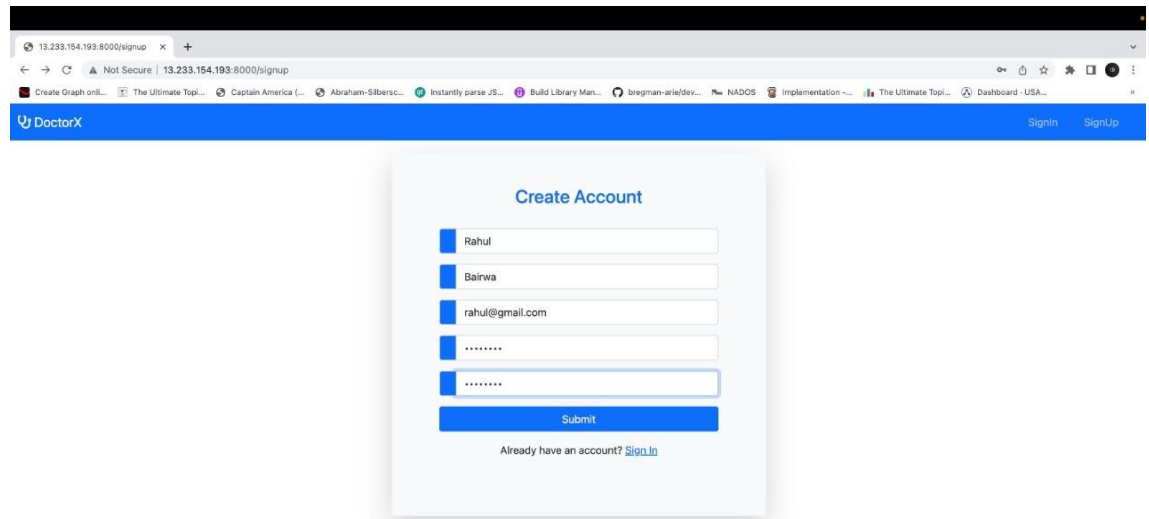 13.233.154.193:8000/signup
Not Secure | 13.233.154.193:8000/signup
Create Graph onli... The Ultimate Topi... Captain America (... Abraham-Silbersc... Instantly parse JS... Build Library Man... bregman-arie/dev... NADOS Implementation -... The Ultimate Topi... Dashboard - USA...
DoctorX SignIn SignUp
Create Account
Rahul
Bairwa
rahul@gmail.com
Submit
Already have an account? Sign In